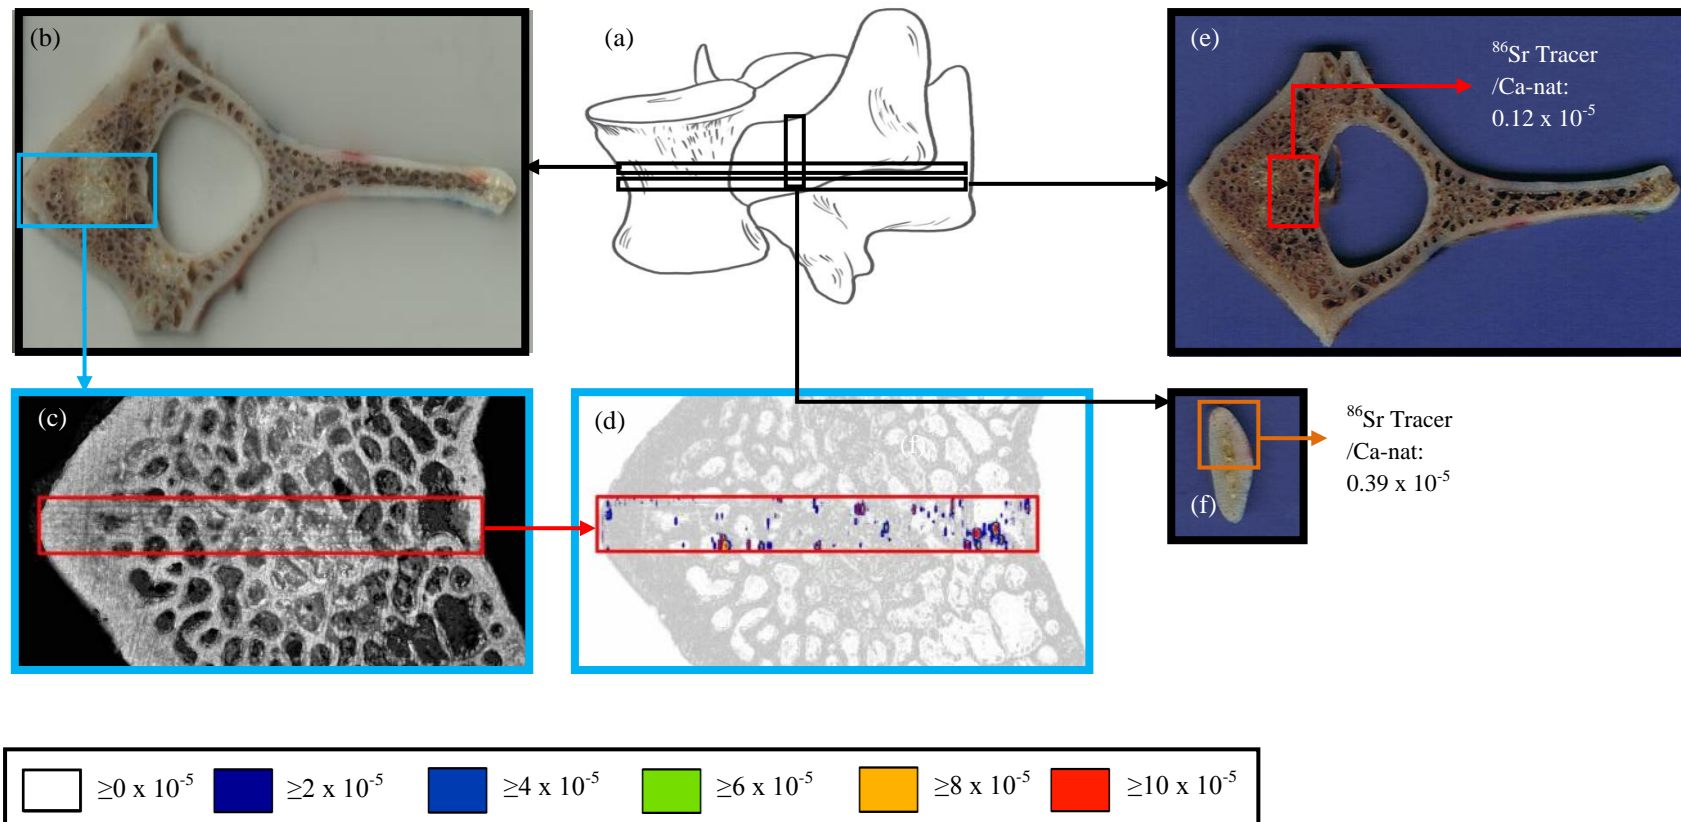 (b)
(a)
(e)
⁸⁶Sr Tracer
/Ca-nat:
0.12 x 10⁻⁵
(c)
(d)
(f)
(f)
⁸⁶Sr Tracer
/Ca-nat:
0.39 x 10⁻⁵
≥0 x 10⁻⁵ ≥2 x 10⁻⁵ ≥4 x 10⁻⁵ ≥6 x 10⁻⁵ ≥8 x 10⁻⁵ ≥10 x 10⁻⁵